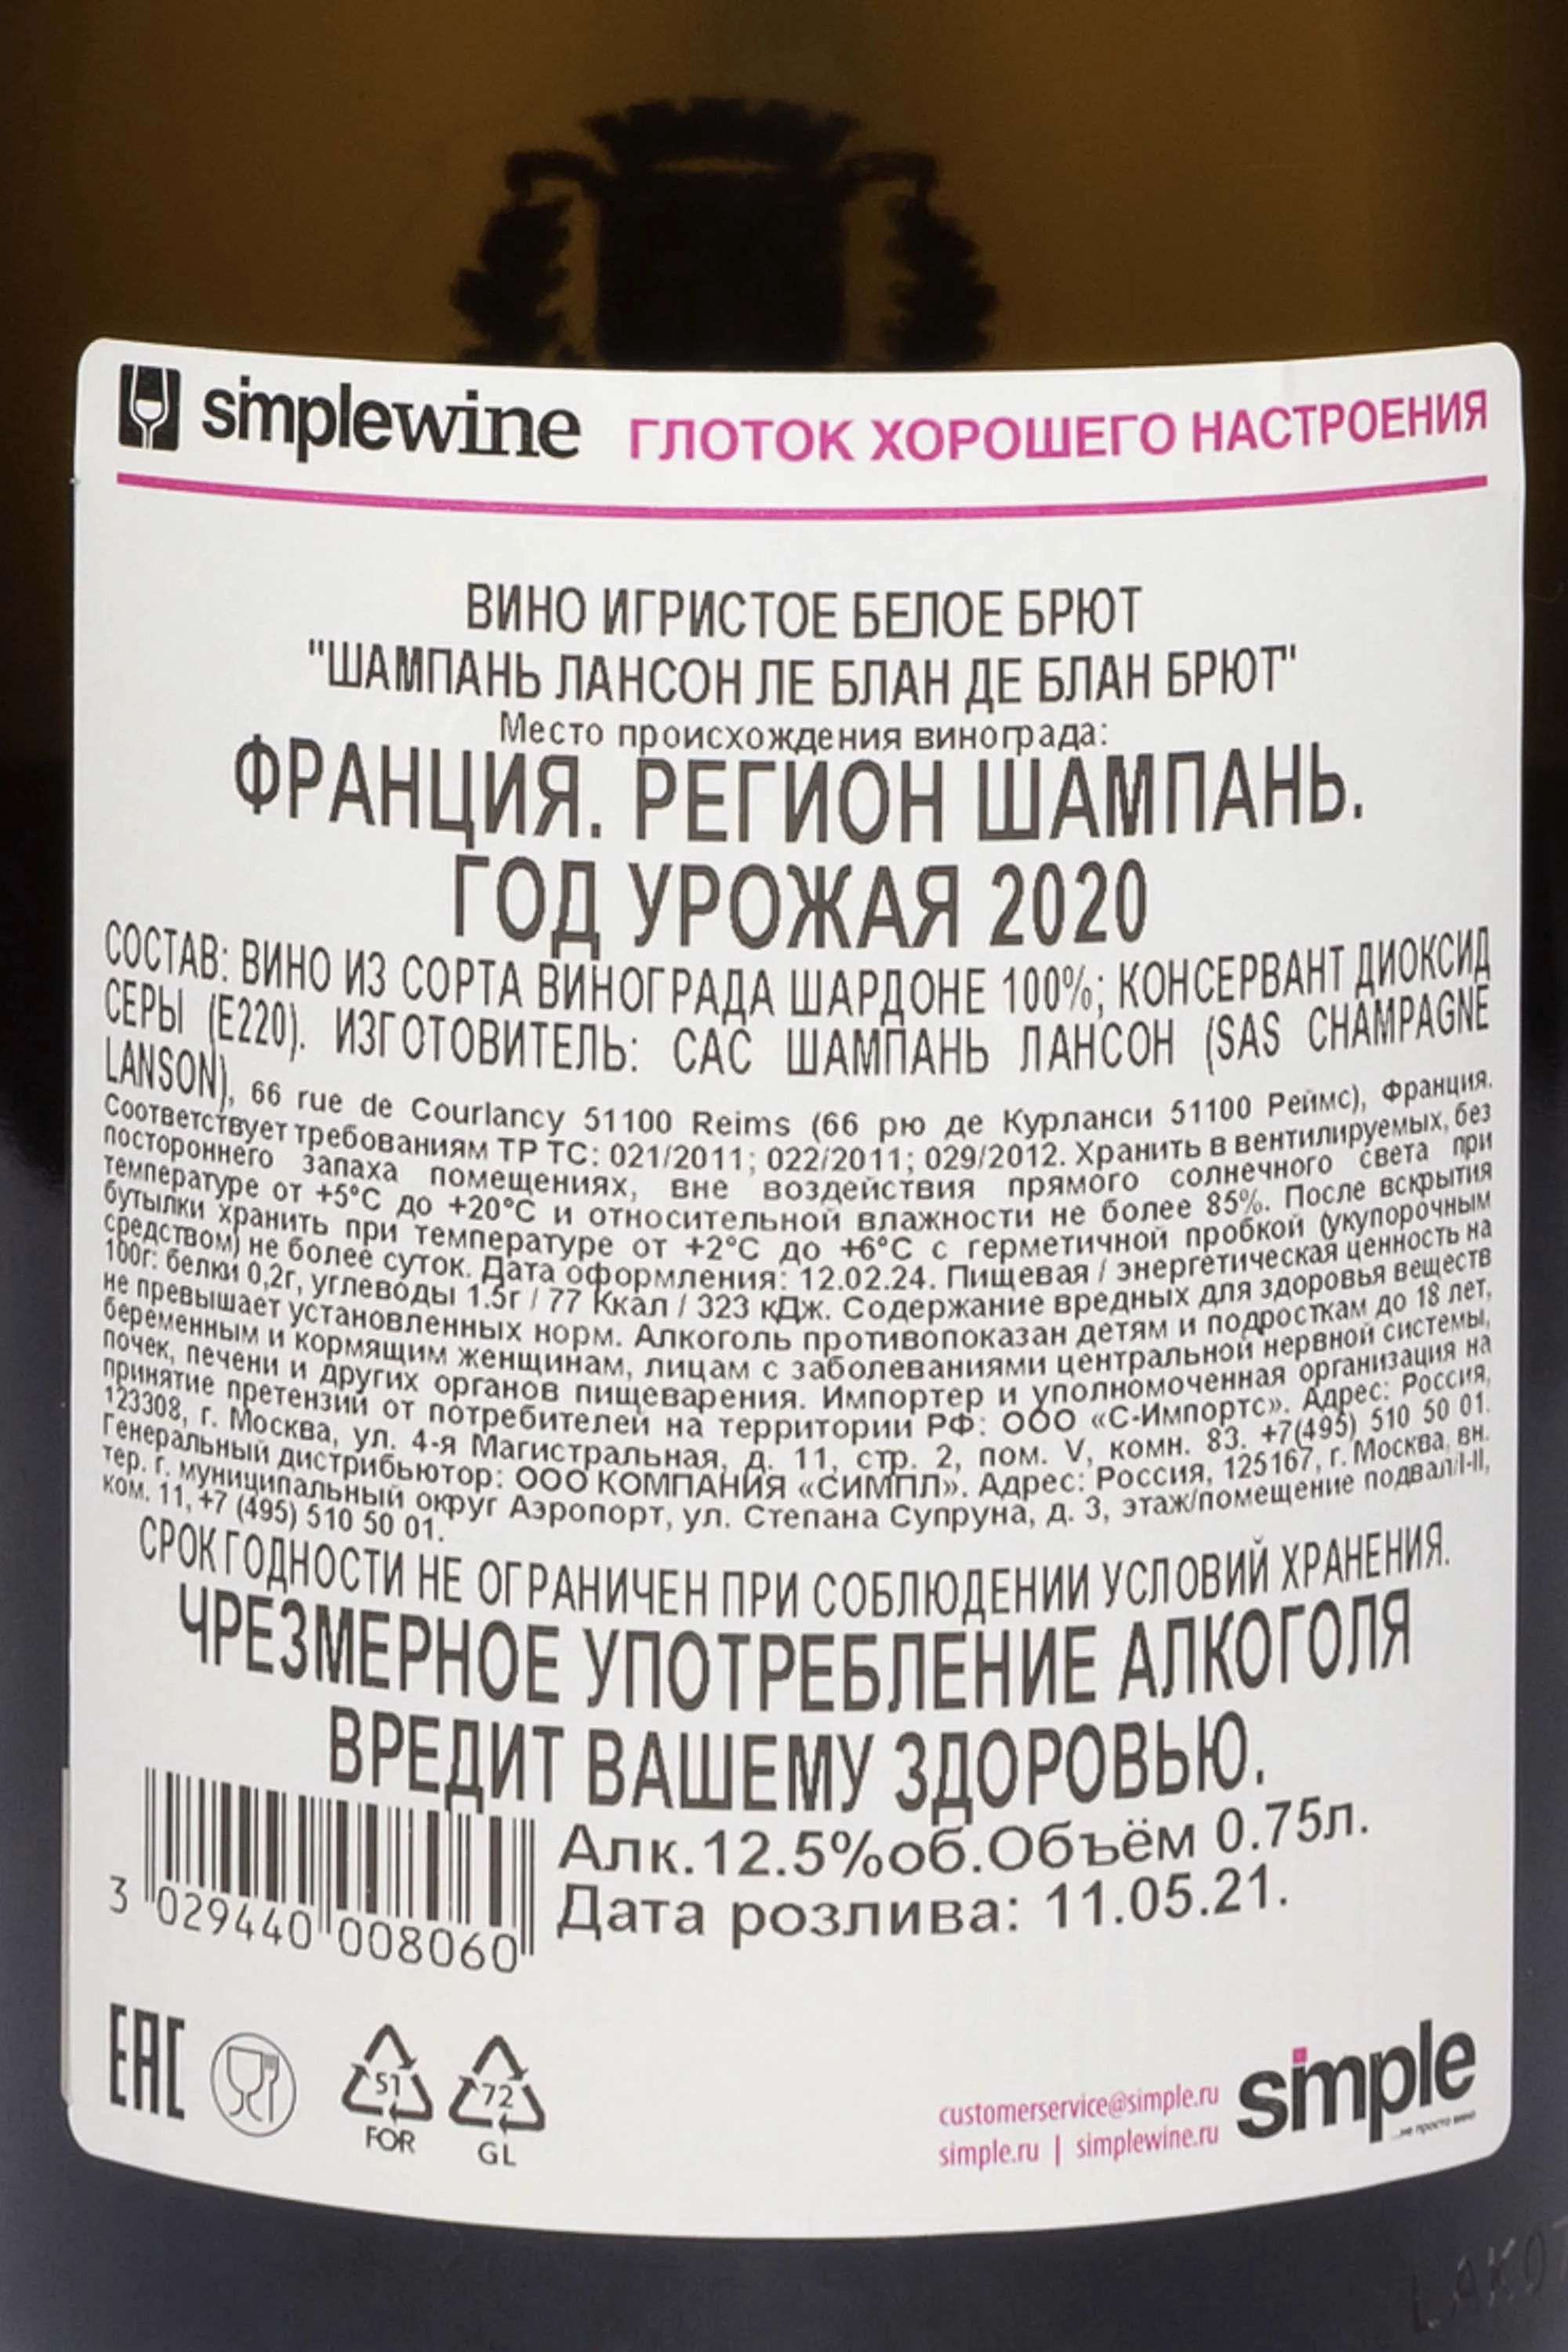 simplewine ГЛОТОК ХОРОШЕГО НАСТРОЕНИЯ
ВИНО ИГРИСТОЕ БЕЛОЕ БРЮТ
"ШАМПАНЬ ЛАНСОН ЛЕ БЛАН ДЕ БЛАН БРЮТ"
Место происхождения винограда:
ФРАНЦИЯ. РЕГИОН ШАМПАНЬ.
ГОД УРОЖАЯ 2020
СОСТАВ: ВИНО ИЗ СОРТА ВИНОГРАДА ШАРДОНЕ 100%; КОНСЕРВАНТ ДИОКСИД
СЕРЫ (Е220). ИЗГОТОВИТЕЛЬ: САС ШАМПАНЬ ЛАНСОН (SAS CHAMPAGNE
LANSON), 66 rue de Courlancy 51100 Reims (66 рю де Курланси 51100 Реймс), Франция.
Соответствует требованиям ТР ТС: 021/2011; 022/2011; 029/2012. Хранить в вентилируемых, без
постороннего запаха помещениях, вне воздействия прямого солнечного света при
температуре от +5°C до +20°C и относительной влажности не более 85%. После вскрытия
бутылки хранить при температуре от +2°C до +6°C с герметичной пробкой (укупорочным
средством) не более суток. Дата оформления: 12.02.24. Пищевая / энергетическая ценность на
100г: белки 0,2г, углеводы 1.5г / 77 Ккал / 323 кДж. Содержание вредных для здоровья веществ
не превышает установленных норм. Алкоголь противопоказан детям и подросткам до 18 лет,
беременным и кормящим женщинам, лицам с заболеваниями центральной нервной системы,
почек, печени и других органов пищеварения. Импортер и уполномоченная организация на
принятие претензий от потребителей на территории РФ: ООО «С-Импортс». Адрес: Россия,
123308, г. Москва, ул. 4-я Магистральная, д. 11, стр. 2, пом. V, комн. 83. +7(495) 510 50 01.
Генеральный дистрибьютор: ООО КОМПАНИЯ «СИМПЛ». Адрес: Россия, 125167, г. Москва, вн.
тер. г. муниципальный округ Аэропорт, ул. Степана Супруна, д. 3, этаж/помещение подвал/I-II,
ком. 11, +7 (495) 510 50 01.
СРОК ГОДНОСТИ НЕ ОГРАНИЧЕН ПРИ СОБЛЮДЕНИИ УСЛОВИЙ ХРАНЕНИЯ.
ЧРЕЗМЕРНОЕ УПОТРЕБЛЕНИЕ АЛКОГОЛЯ
ВРЕДИТ ВАШЕМУ ЗДОРОВЬЮ.
Алк.12.5%об.Объём 0.75л.
Дата розлива: 11.05.21.
3 029440 008060
EAC
51
FOR
72
GL
customerservice@simple.ru
simple.ru | simplewine.ru
simple
...не просто вино